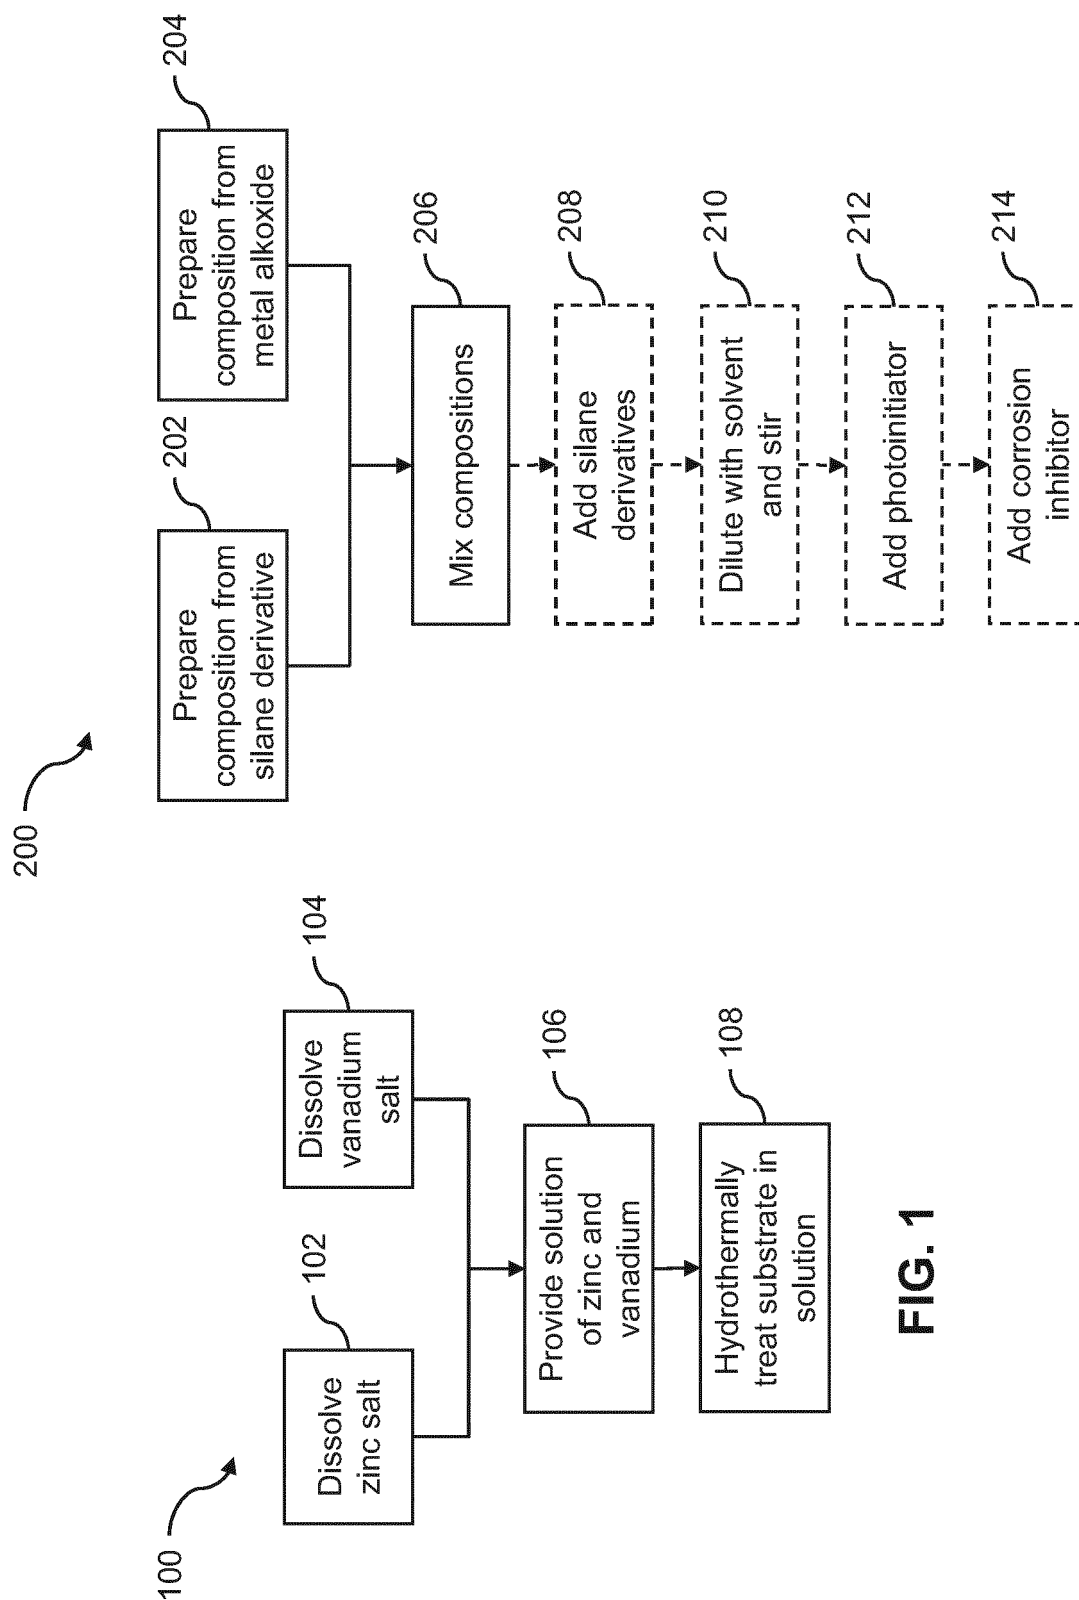 100
102
Dissolve
zinc salt
104
Dissolve
vanadium
salt
106
Provide solution
of zinc and
vanadium
108
Hydrothermally
treat substrate in
solution
FIG. 1
200
202
Prepare
composition from
silane derivative
204
Prepare
composition from
metal alkoxide
206
Mix compositions
208
Add silane
derivatives
210
Dilute with solvent
and stir
212
Add photoinitiator
214
Add corrosion
inhibitor